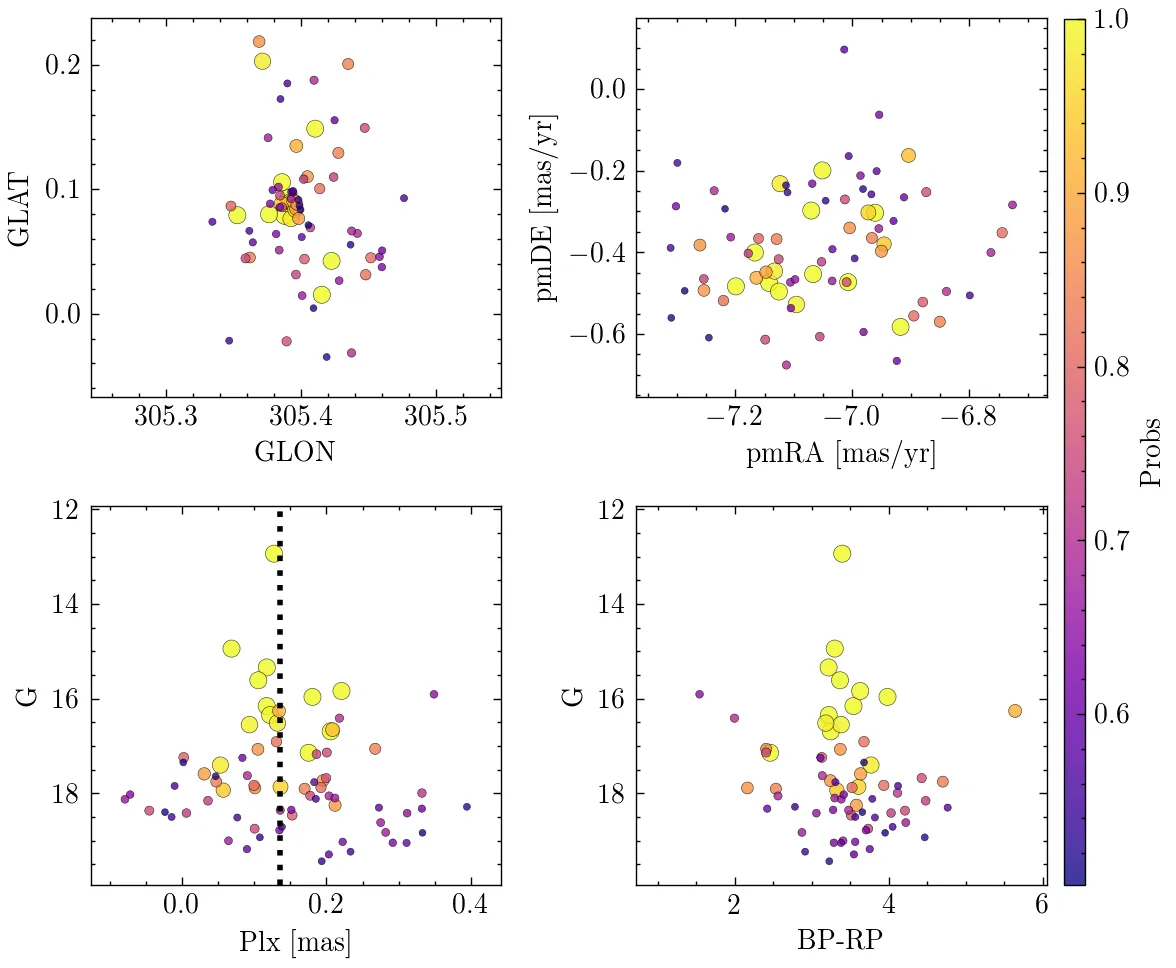 0.2
0.1
0.0
GLAT
305.3 305.4 305.5
GLON
0.0
−0.2
−0.4
−0.6
pmDE [mas/yr]
−7.2 −7.0 −6.8
pmRA [mas/yr]
1.0
0.9
0.8
0.7
0.6
Probs
12
14
16
18
G
0.0 0.2 0.4
Plx [mas]
12
14
16
18
G
2 4 6
BP-RP